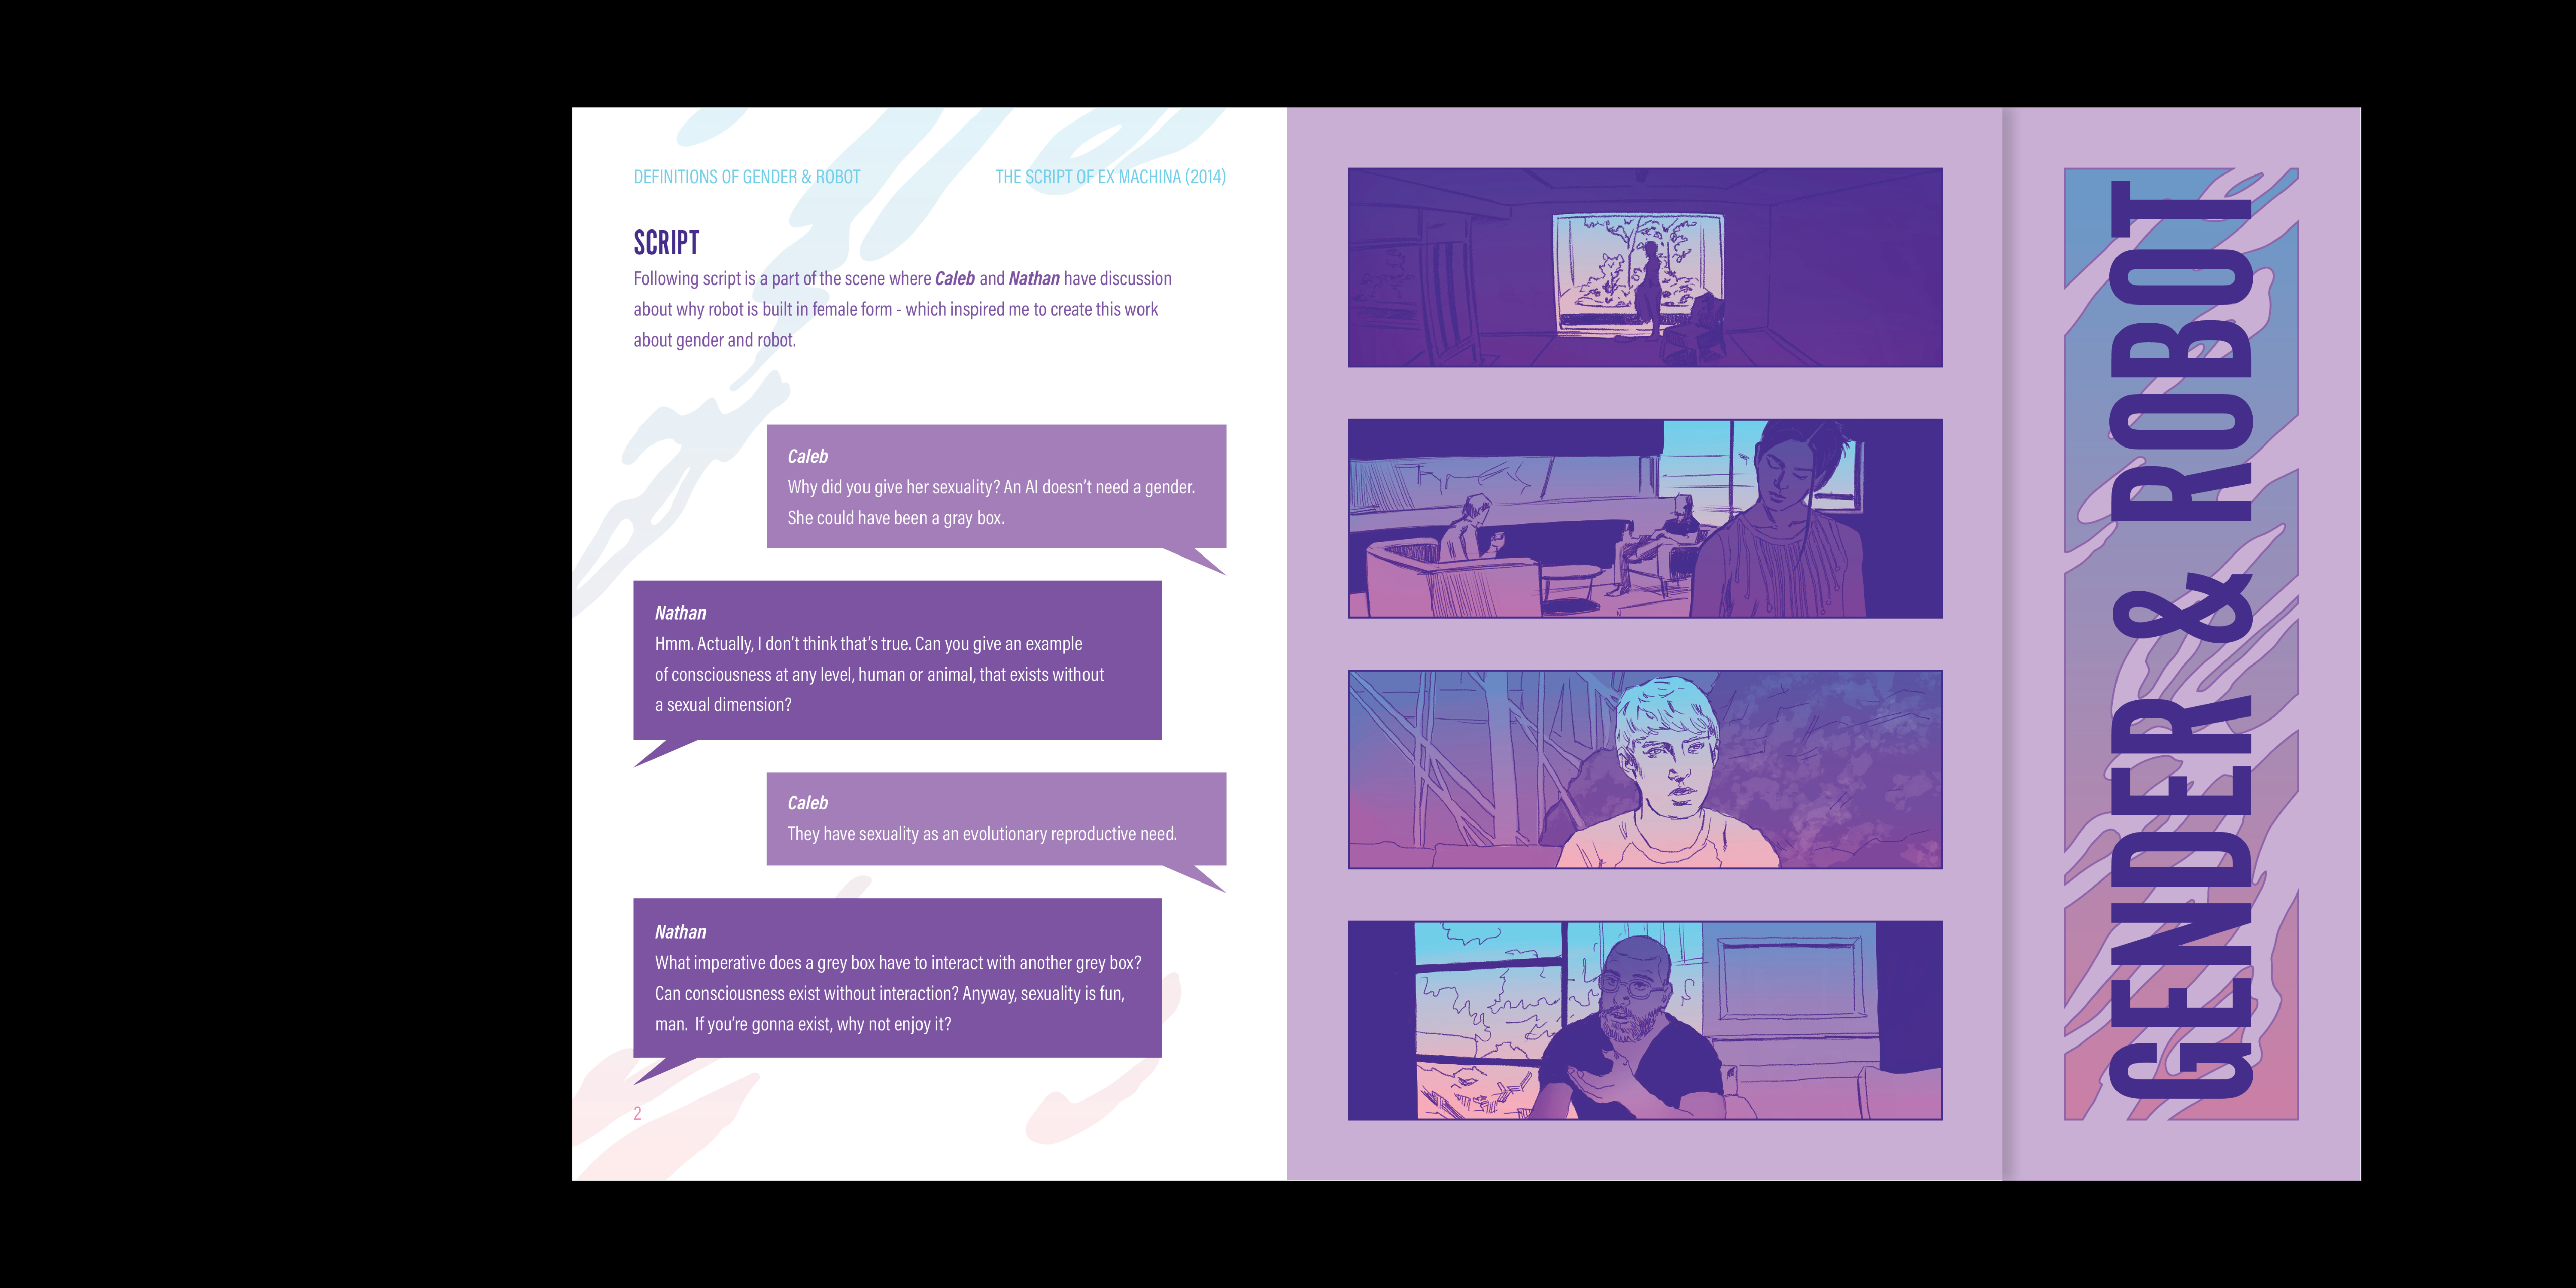 DEFINITIONS OF GENDER & ROBOT
THE SCRIPT OF EX MACHINA (2014)
SCRIPT
Following script is a part of the scene where Caleb and Nathan have discussion
about why robot is built in female form - which inspired me to create this work
about gender and robot.
Caleb
Why did you give her sexuality? An AI doesn’t need a gender.
She could have been a gray box.
Nathan
Hmm. Actually, I don’t think that’s true. Can you give an example
of consciousness at any level, human or animal, that exists without
a sexual dimension?
Caleb
They have sexuality as an evolutionary reproductive need.
Nathan
What imperative does a grey box have to interact with another grey box?
Can consciousness exist without interaction? Anyway, sexuality is fun,
man.  If you’re gonna exist, why not enjoy it?
2
GENDER & ROBOT